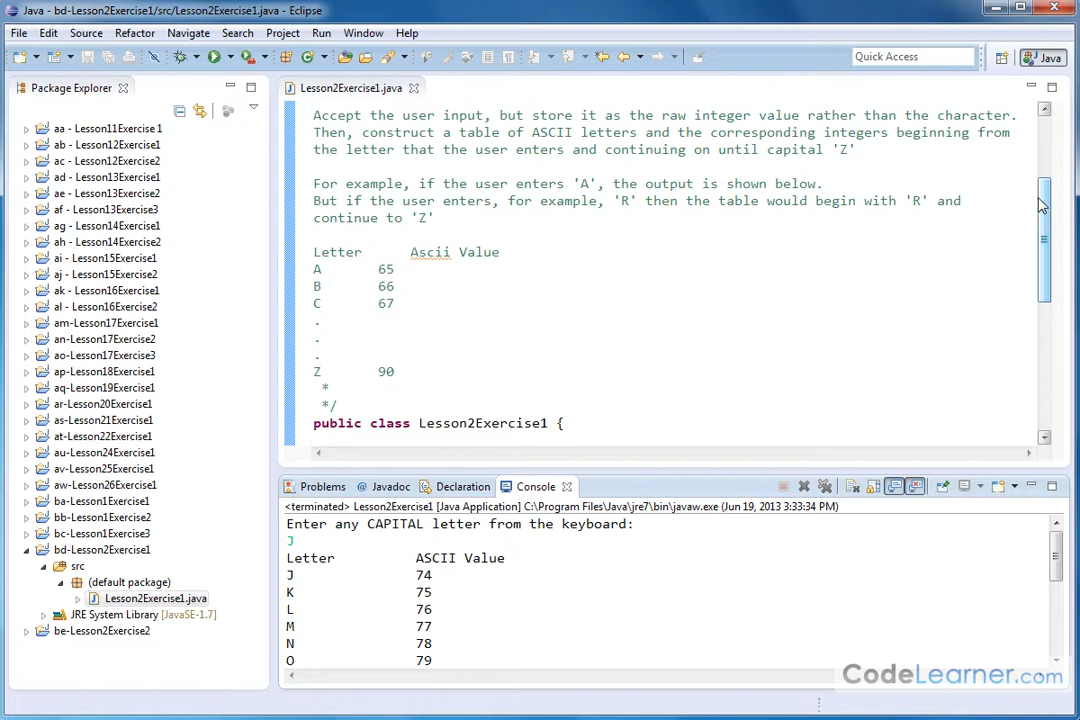 Java - bd-Lesson2Exercise1/src/Lesson2Exercise1.java - Eclipse
File Edit Source Refactor Navigate Search Project Run Window Help
Quick Access
Java
Package Explorer
Lesson2Exercise1.java
aa - Lesson11Exercise1
ab - Lesson12Exercise1
ac - Lesson12Exercise2
ad - Lesson13Exercise1
ae - Lesson13Exercise2
af - Lesson13Exercise3
ag - Lesson14Exercise1
ah - Lesson14Exercise2
ai - Lesson15Exercise1
aj - Lesson15Exercise2
ak - Lesson16Exercise1
al - Lesson16Exercise2
am-Lesson17Exercise1
an-Lesson17Exercise2
ao-Lesson17Exercise3
ap-Lesson18Exercise1
aq-Lesson19Exercise1
ar-Lesson20Exercise1
as-Lesson21Exercise1
at-Lesson22Exercise1
au-Lesson24Exercise1
av-Lesson25Exercise1
aw-Lesson26Exercise1
ba-Lesson1Exercise1
bb-Lesson1Exercise2
bc-Lesson1Exercise3
bd-Lesson2Exercise1
src
(default package)
Lesson2Exercise1.java
JRE System Library [JavaSE-1.7]
be-Lesson2Exercise2
Accept the user input, but store it as the raw integer value rather than the character.
Then, construct a table of ASCII letters and the corresponding integers beginning from
the letter that the user enters and continuing on until capital 'Z'
For example, if the user enters 'A', the output is shown below.
But if the user enters, for example, 'R' then the table would begin with 'R' and
continue to 'Z'
Letter Ascii Value
A 65
B 66
C 67
.
.
.
Z 90
*
*/
public class Lesson2Exercise1 {
Problems @ Javadoc Declaration Console
<terminated> Lesson2Exercise1 [Java Application] C:\Program Files\Java\jre7\bin\javaw.exe (Jun 19, 2013 3:33:34 PM)
Enter any CAPITAL letter from the keyboard:
J
Letter ASCII Value
J 74
K 75
L 76
M 77
N 78
O 79
CodeLearner.com